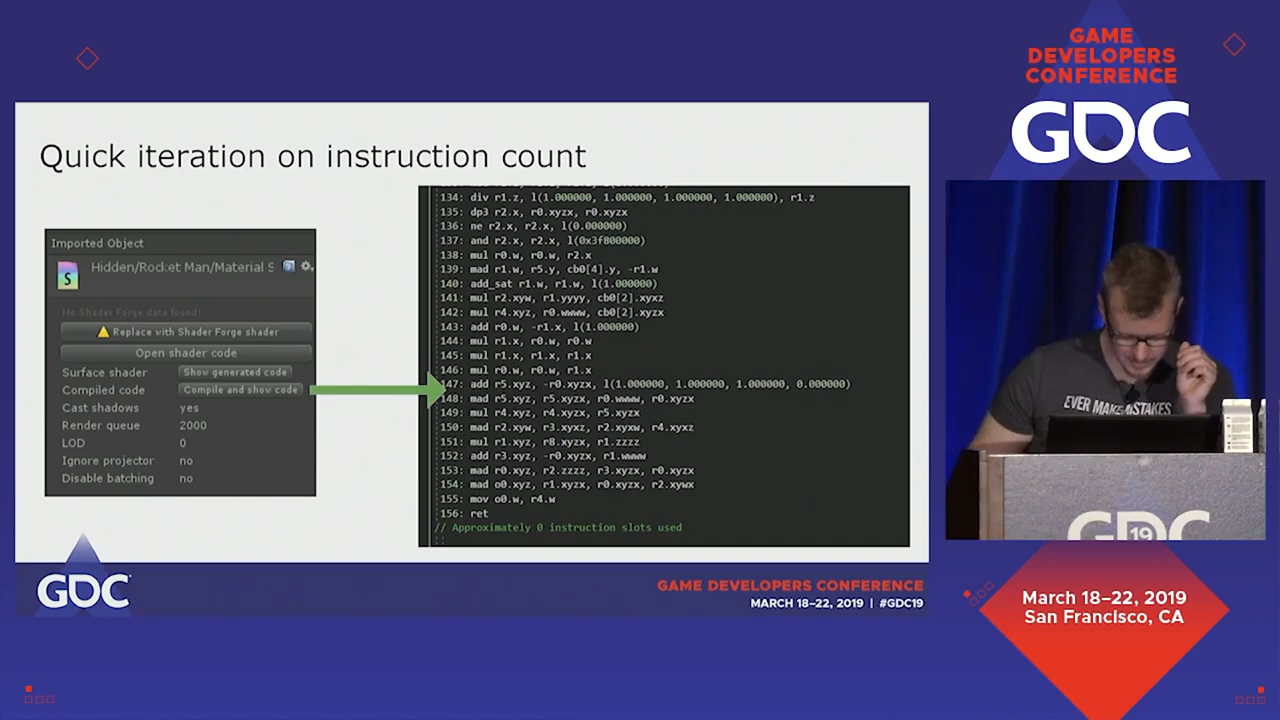 GAME
DEVELOPERS
CONFERENCE
GDC
Quick iteration on instruction count
Imported Object
Hidden/Rocket Man/Material S
S
No Shader Forge data found!
Replace with Shader Forge shader
Open shader code
Surface shader Show generated code
Compiled code Compile and show code
Cast shadows yes
Render queue 2000
LOD 0
Ignore projector no
Disable batching no
134: div r1.z, l(1.000000, 1.000000, 1.000000, 1.000000), r1.z
135: dp3 r2.x, r0.xyzx, r0.xyzx
136: ne r2.x, r2.x, l(0.000000)
137: and r2.x, r2.x, l(0x3f800000)
138: mul r0.w, r0.w, r2.x
139: mad r1.w, r5.y, cb0[4].y, -r1.w
140: add_sat r1.w, r1.w, l(1.000000)
141: mul r2.xyw, r1.yyyy, cb0[2].xyxz
142: mul r4.xyz, r0.wwww, cb0[2].xyzx
143: add r0.w, -r1.x, l(1.000000)
144: mul r1.x, r0.w, r0.w
145: mul r1.x, r1.x, r1.x
146: mul r0.w, r0.w, r1.x
147: add r5.xyz, -r0.xyzx, l(1.000000, 1.000000, 1.000000, 0.000000)
148: mad r5.xyz, r5.xyzx, r0.wwww, r0.xyzx
149: mul r4.xyz, r4.xyzx, r5.xyzx
150: mad r2.xyw, r3.xyxz, r2.xyxw, r4.xyxz
151: mul r1.xyz, r8.xyzx, r1.zzzz
152: add r3.xyz, -r0.xyzx, r1.wwww
153: mad r0.xyz, r2.zzzz, r3.xyzx, r0.xyzx
154: mad o0.xyz, r1.xyzx, r0.xyzx, r2.xywx
155: mov o0.w, r4.w
156: ret
// Approximately 0 instruction slots used
EVER MAKE MISTAKES
GDC
19
GDC
GAME DEVELOPERS CONFERENCE
MARCH 18-22, 2019 | #GDC19
March 18–22, 2019
San Francisco, CA